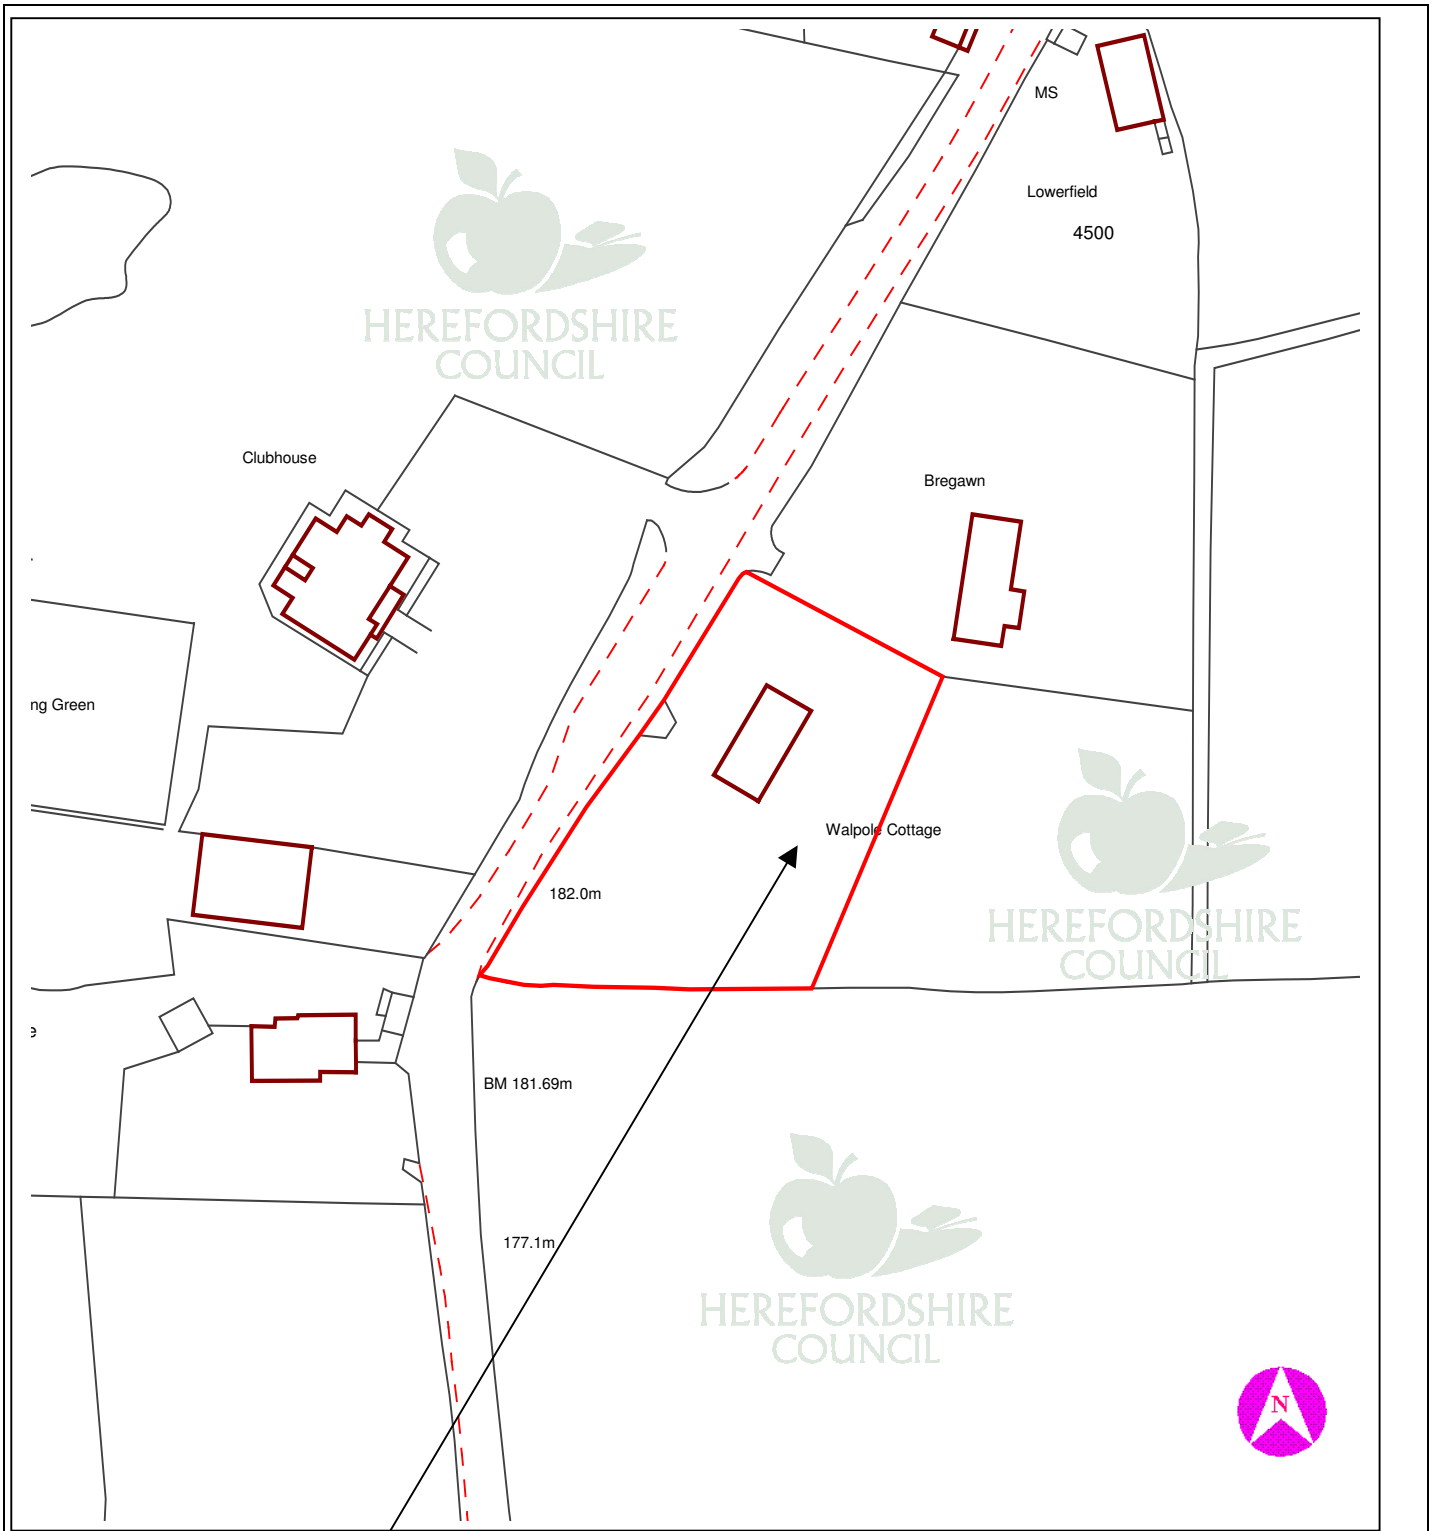 MS
Lowerfield
4500
HEREFORDSHIRE
COUNCIL
Clubhouse
Bregawn
ng Green
Walpole Cottage
182.0m
HEREFORDSHIRE
COUNCIL
e
BM 181.69m
177.1m
HEREFORDSHIRE
COUNCIL
N